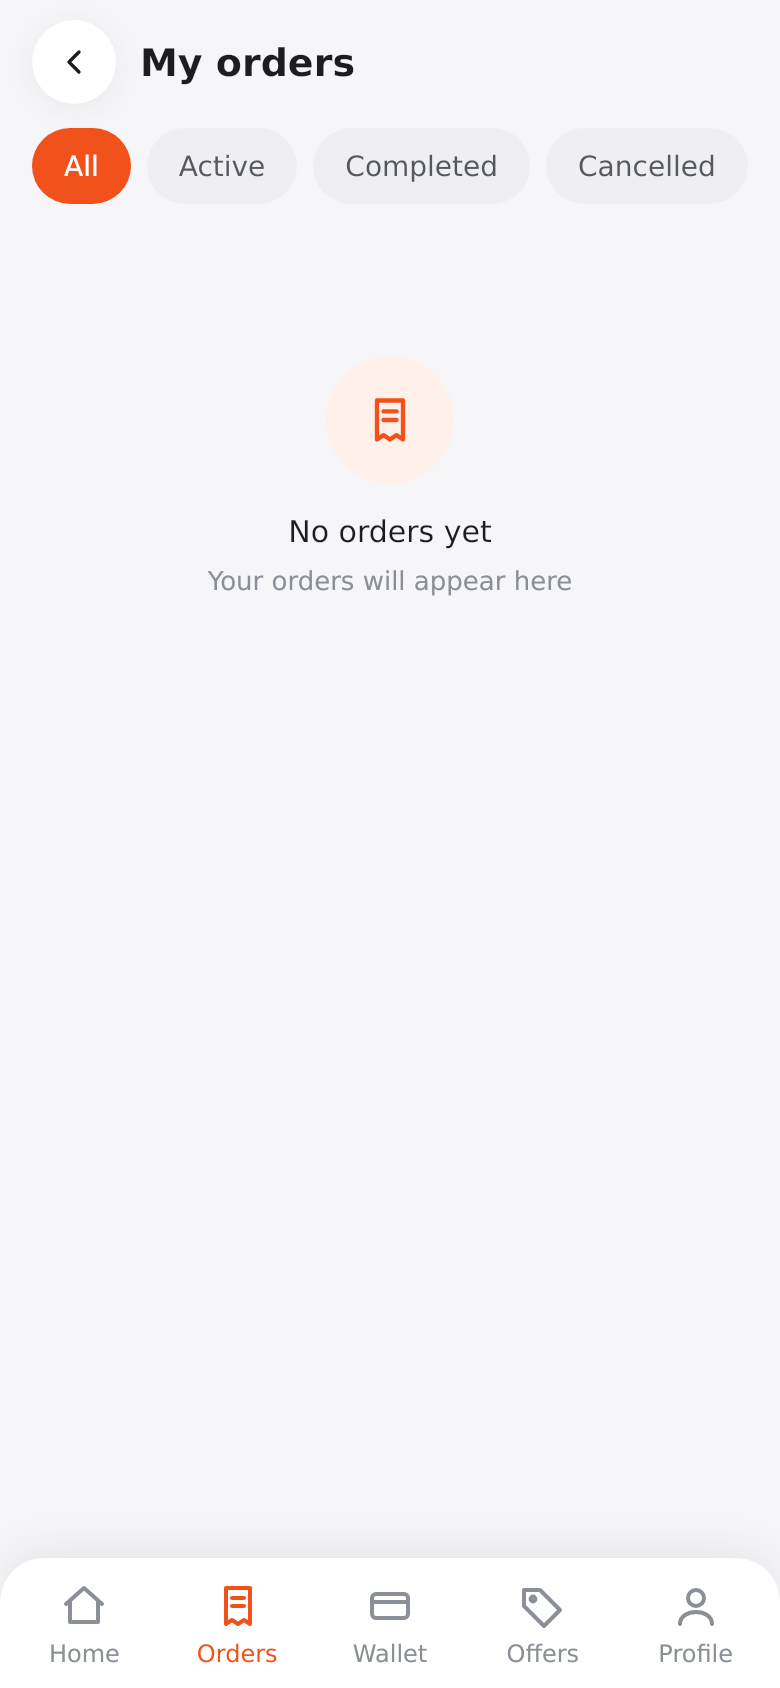 My orders
All Active Completed Cancelled
No orders yet
Your orders will appear here
Home Orders Wallet Offers Profile